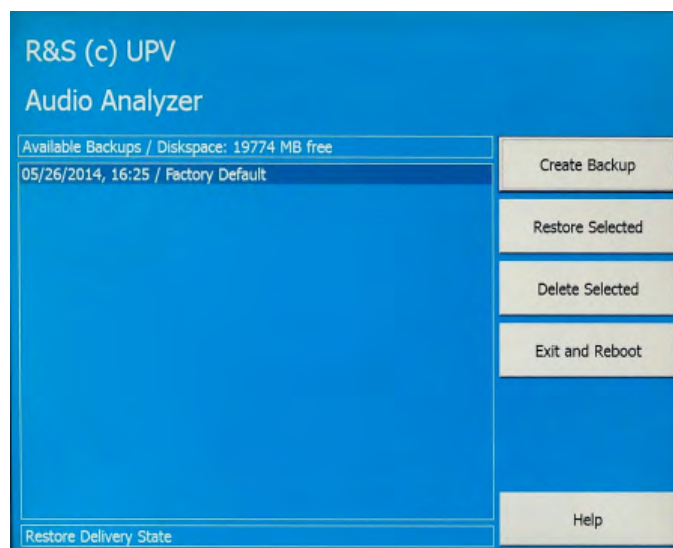 R&S (c) UPV
Audio Analyzer
Available Backups / Diskspace: 19774 MB free
05/26/2014, 16:25 / Factory Default
Create Backup
Restore Selected
Delete Selected
Exit and Reboot
Help
Restore Delivery State